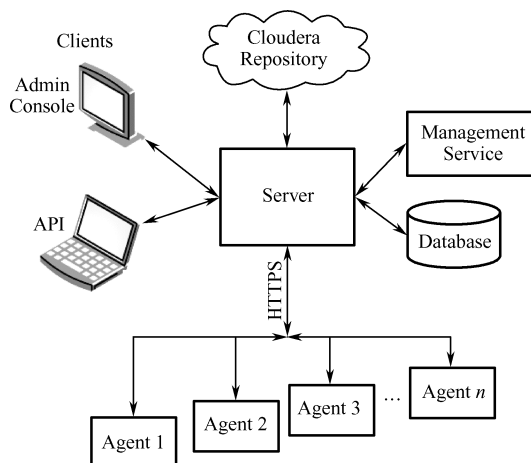 Clients
Admin
Console
API
Cloudera
Repository
Server
Management
Service
Database
HTTPS
Agent 1
Agent 2
Agent 3
...
Agent n